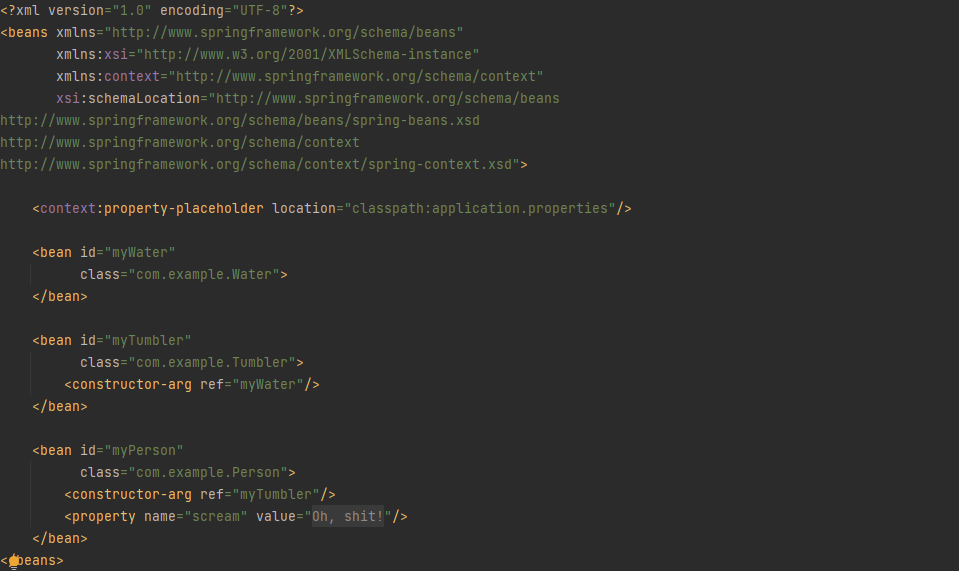 <?xml version="1.0" encoding="UTF-8"?>
<beans xmlns="http://www.springframework.org/schema/beans"
       xmlns:xsi="http://www.w3.org/2001/XMLSchema-instance"
       xmlns:context="http://www.springframework.org/schema/context"
       xsi:schemaLocation="http://www.springframework.org/schema/beans
http://www.springframework.org/schema/beans/spring-beans.xsd
http://www.springframework.org/schema/context
http://www.springframework.org/schema/context/spring-context.xsd">

    <context:property-placeholder location="classpath:application.properties"/>

    <bean id="myWater"
          class="com.example.Water">
    </bean>

    <bean id="myTumbler"
          class="com.example.Tumbler">
        <constructor-arg ref="myWater"/>
    </bean>

    <bean id="myPerson"
          class="com.example.Person">
        <constructor-arg ref="myTumbler"/>
        <property name="scream" value="Oh, shit!"/>
    </bean>
</beans>